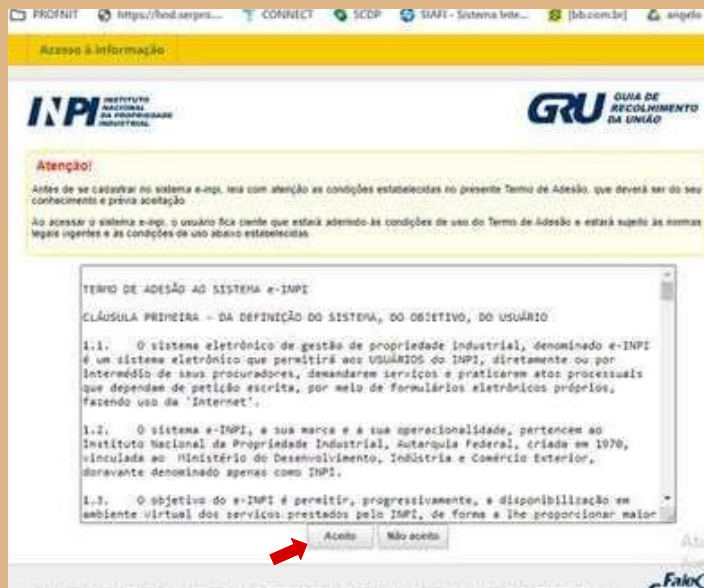 PROFNIT https://hod.serpro.... CONNECT SCDP SIAFI - Sistema Inte... [bb.com.br] angelo
Acesso à informação
INPI INSTITUTO NACIONAL DA PROPRIEDADE INDUSTRIAL
GRU GUIA DE RECOLHIMENTO DA UNIÃO
Atenção!
Antes de se cadastrar no sistema e-inpi, leia com atenção as condições estabelecidas no presente Termo de Adesão, que deverá ser do seu
conhecimento e prévia aceitação
Ao acessar o sistema e-inpi, o usuário fica ciente que estará aderindo às condições de uso do Termo de Adesão e estará sujeito às normas
legais vigentes e às condições de uso abaixo estabelecidas.
TERMO DE ADESÃO AO SISTEMA e-INPI
CLÁUSULA PRIMEIRA - DA DEFINIÇÃO DO SISTEMA, DO OBJETIVO, DO USUÁRIO
1.1. O sistema eletrônico de gestão de propriedade industrial, denominado e-INPI
é um sistema eletrônico que permitirá aos USUÁRIOS do INPI, diretamente ou por
intermédio de seus procuradores, demandarem serviços e praticarem atos processuais
que dependam de petição escrita, por meio de formulários eletrônicos próprios,
fazendo uso da 'Internet'.
1.2. O sistema e-INPI, a sua marca e a sua operacionalidade, pertencem ao
Instituto Nacional da Propriedade Industrial, Autarquia Federal, criada em 1970,
vinculada ao Ministério do Desenvolvimento, Indústria e Comércio Exterior,
doravante denominado apenas como INPI.
1.3. O objetivo do e-INPI é permitir, progressivamente, a disponibilização em
ambiente virtual dos serviços prestados pelo INPI, de forma a lhe proporcionar maior
Aceito Não aceito